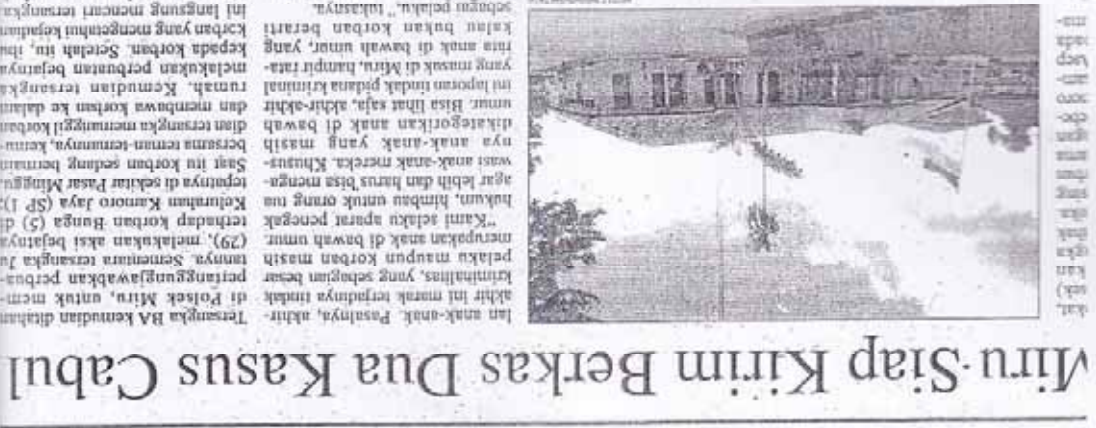 Miru Siap Kirim Berkas Dua Kasus Cabul
kat.
sek)
kan
am-
Usep
pada
ma-
lan anak-anak. Pasalnya, akhir-
akhir ini marak terjadinya tindak
kriminalitas, yang sebagian besar
pelaku maupun korban masih
merupakan anak di bawah umur.
"Kami selaku aparat penegak
hukum, himbau untuk orang tua
agar lebih dan harus bisa menga-
wasi anak-anak mereka. Khusus-
nya anak-anak yang masih
dikategorikan anak di bawah
umur. Bisa lihat saja, akhir-akhir
ini laporan tindak pidana kriminal
yang masuk di Miru, hampir rata-
rata anak di bawah umur, yang
kalau bukan korban berarti
sebagai pelaku," tukasnya.
Tersangka BA kemudian ditahan
di Polsek Miru, untuk mem-
pertanggungjawabkan perbua-
tannya. Sementara tersangka Ju
(29), melakukan aksi bejatnya
terhadap korban Bunga (5) di
Kelurahan Kamoro Jaya (SP 1),
tepatnya di sekitar Pasar Minggu.
Saat itu korban sedang bermain
bersama teman-temannya, kemu-
dian tersangka memanggil korban
dan membawa korban ke dalam
rumah. Kemudian tersangka
melakukan perbuatan bejatnya
kepada korban. Setelah itu, ibu
korban yang mengetahui kejadian
ini langsung mencari tersangka